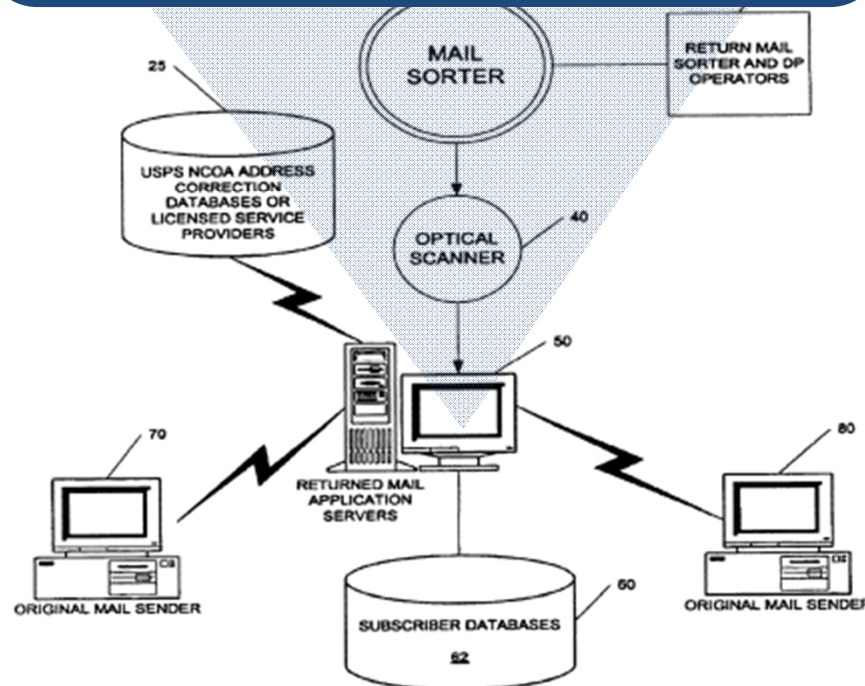 MAIL
SORTER
RETURN MAIL
SORTER AND DP
OPERATORS
25
USPS NCOA ADDRESS
CORRECTION
DATABASES OR
LICENSED SERVICE
PROVIDERS
40
OPTICAL
SCANNER
50
70
80
RETURNED MAIL
APPLICATION
SERVERS
ORIGINAL MAIL SENDER
ORIGINAL MAIL SENDER
60
SUBSCRIBER DATABASES
62